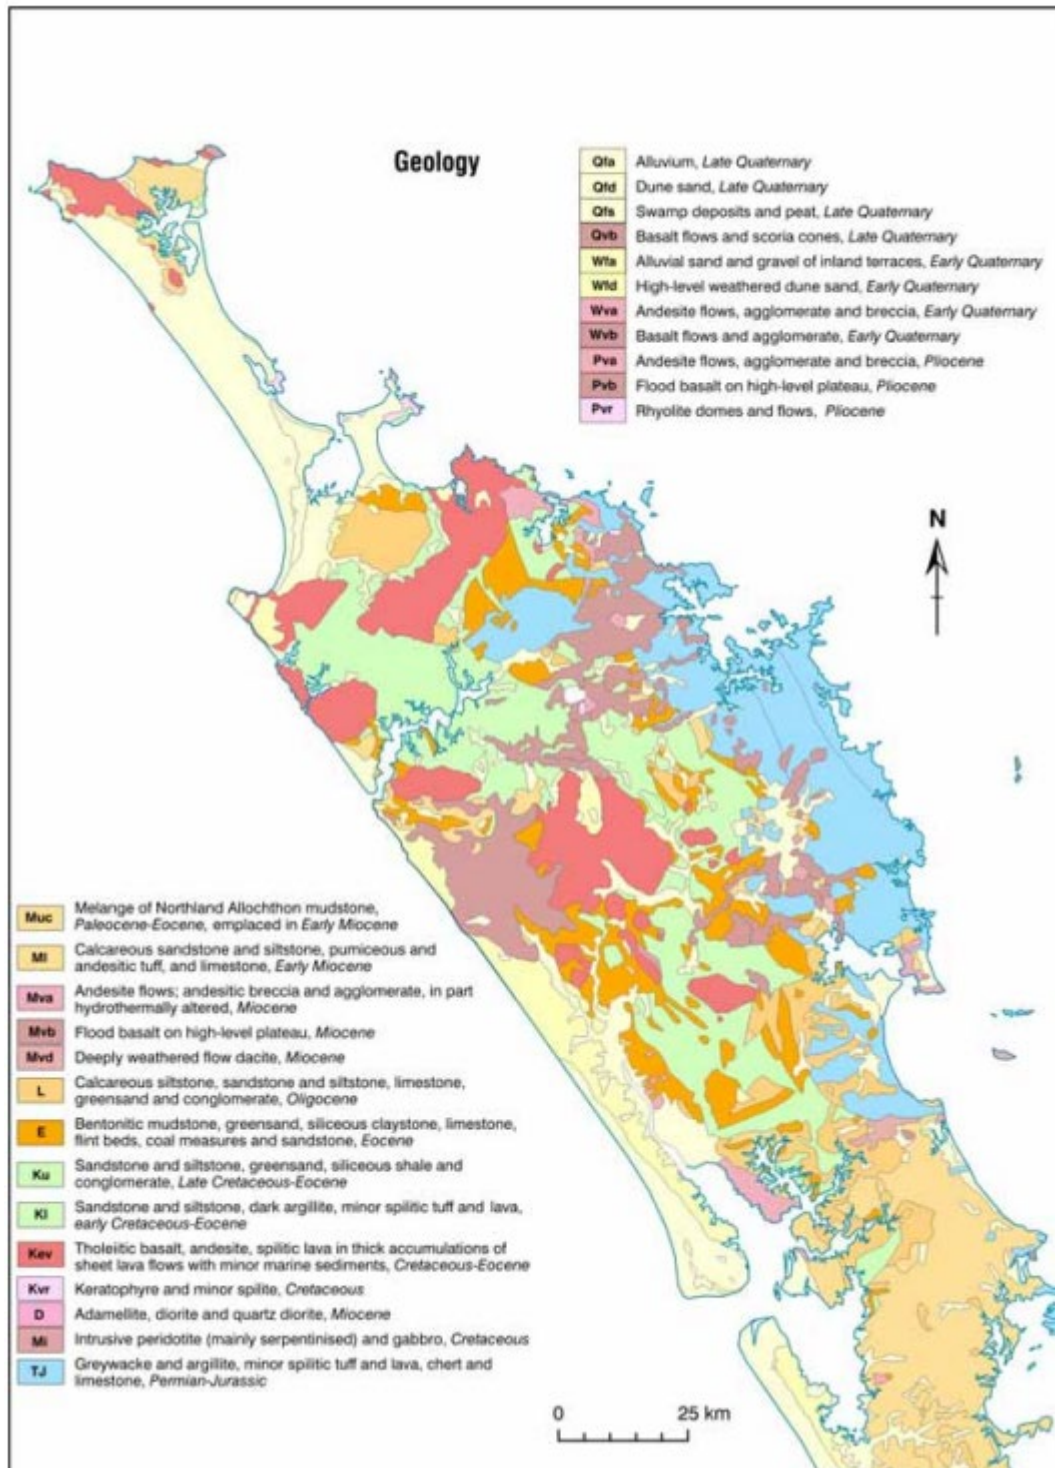 Geology
Qfa Alluvium, Late Quaternary
Qfd Dune sand, Late Quaternary
Qfs Swamp deposits and peat, Late Quaternary
Qvb Basalt flows and scoria cones, Late Quaternary
Wfa Alluvial sand and gravel of inland terraces, Early Quaternary
Wfd High-level weathered dune sand, Early Quaternary
Wva Andesite flows, agglomerate and breccia, Early Quaternary
Wvb Basalt flows and agglomerate, Early Quaternary
Pva Andesite flows, agglomerate and breccia, Pliocene
Pvb Flood basalt on high-level plateau, Pliocene
Pvr Rhyolite domes and flows, Pliocene
N
Muc Melange of Northland Allochthon mudstone,
Paleocene-Eocene, emplaced in Early Miocene
Ml Calcareous sandstone and siltstone, pumiceous and
andesitic tuff, and limestone, Early Miocene
Mva Andesite flows; andesitic breccia and agglomerate, in part
hydrothermally altered, Miocene
Mvb Flood basalt on high-level plateau, Miocene
Mvd Deeply weathered flow dacite, Miocene
L Calcareous siltstone, sandstone and siltstone, limestone,
greensand and conglomerate, Oligocene
E Bentonitic mudstone, greensand, siliceous claystone, limestone,
flint beds, coal measures and sandstone, Eocene
Ku Sandstone and siltstone, greensand, siliceous shale and
conglomerate, Late Cretaceous-Eocene
Kl Sandstone and siltstone, dark argillite, minor spilitic tuff and lava,
early Cretaceous-Eocene
Kev Tholeiitic basalt, andesite, spilitic lava in thick accumulations of
sheet lava flows with minor marine sediments, Cretaceous-Eocene
Kvr Keratophyre and minor spilite, Cretaceous
D Adamellite, diorite and quartz diorite, Miocene
Mi Intrusive peridotite (mainly serpentinised) and gabbro, Cretaceous
TJ Greywacke and argillite, minor spilitic tuff and lava, chert and
limestone, Permian-Jurassic
0 25 km